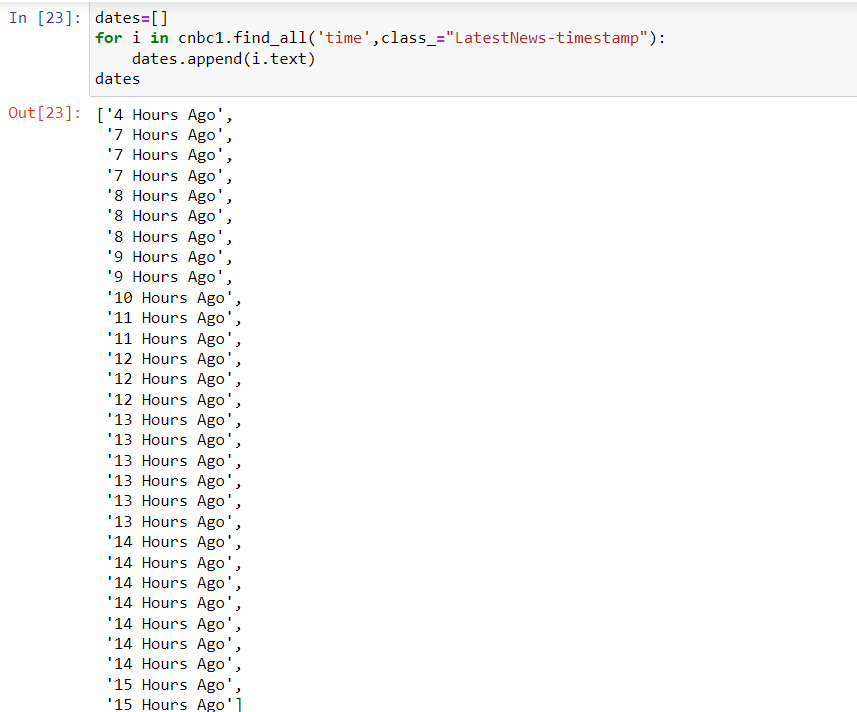 In [23]: dates=[]
for i in cnbc1.find_all('time',class_="LatestNews-timestamp"):
    dates.append(i.text)
dates
Out[23]: ['4 Hours Ago',
'7 Hours Ago',
'7 Hours Ago',
'7 Hours Ago',
'8 Hours Ago',
'8 Hours Ago',
'8 Hours Ago',
'9 Hours Ago',
'9 Hours Ago',
'10 Hours Ago',
'11 Hours Ago',
'11 Hours Ago',
'12 Hours Ago',
'12 Hours Ago',
'12 Hours Ago',
'13 Hours Ago',
'13 Hours Ago',
'13 Hours Ago',
'13 Hours Ago',
'13 Hours Ago',
'13 Hours Ago',
'14 Hours Ago',
'14 Hours Ago',
'14 Hours Ago',
'14 Hours Ago',
'14 Hours Ago',
'14 Hours Ago',
'14 Hours Ago',
'15 Hours Ago',
'15 Hours Ago']